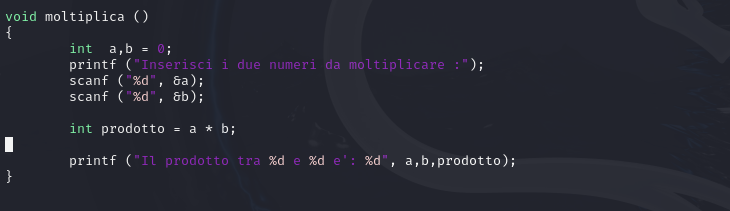 void moltiplica ()
{
        int  a,b = 0;
        printf ("Inserisci i due numeri da moltiplicare :");
        scanf ("%d", &a);
        scanf ("%d", &b);

        int prodotto = a * b;

        printf ("Il prodotto tra %d e %d e': %d", a,b,prodotto);
}